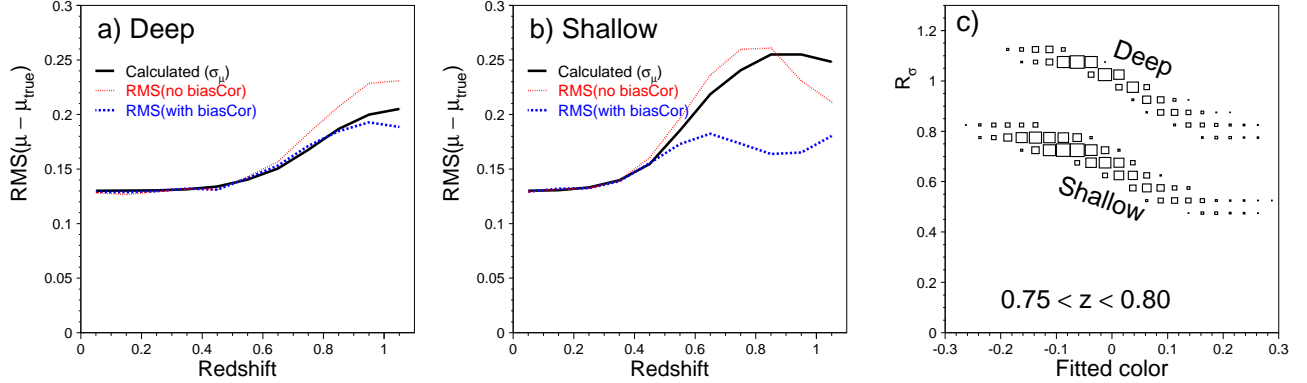 a) Deep
Calculated (σμ)
RMS(no biasCor)
RMS(with biasCor)
RMS(μ − μtrue)
0.3
0.25
0.2
0.15
0.1
0.05
0
0 0.2 0.4 0.6 0.8 1
Redshift
b) Shallow
Calculated (σμ)
RMS(no biasCor)
RMS(with biasCor)
RMS(μ − μtrue)
0.3
0.25
0.2
0.15
0.1
0.05
0
0 0.2 0.4 0.6 0.8 1
Redshift
c)
Deep
Shallow
0.75 < z < 0.80
Rσ
1.2
1
0.8
0.6
0.4
0.2
0
-0.3 -0.2 -0.1 0 0.1 0.2 0.3
Fitted color